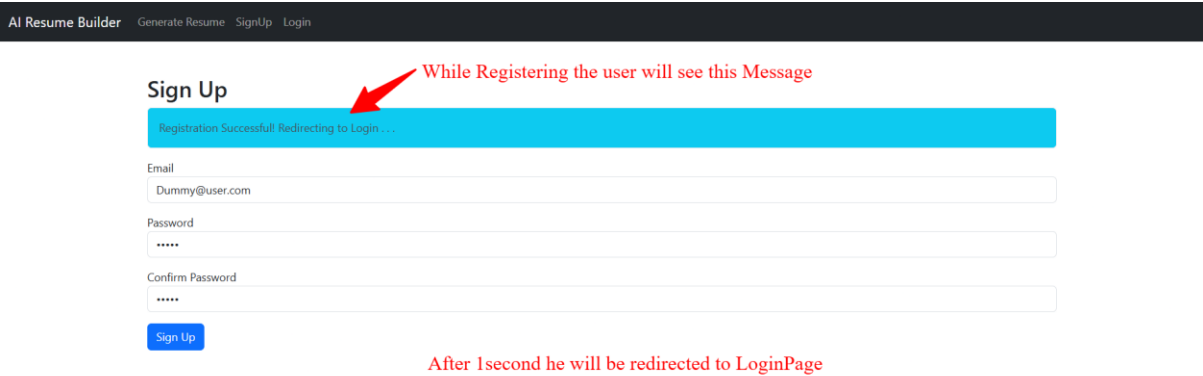 AI Resume Builder Generate Resume SignUp Login
While Registering the user will see this Message
Sign Up
Registration Successful! Redirecting to Login . . .
Email
Dummy@user.com
Password
•••••
Confirm Password
•••••
Sign Up
After 1second he will be redirected to LoginPage